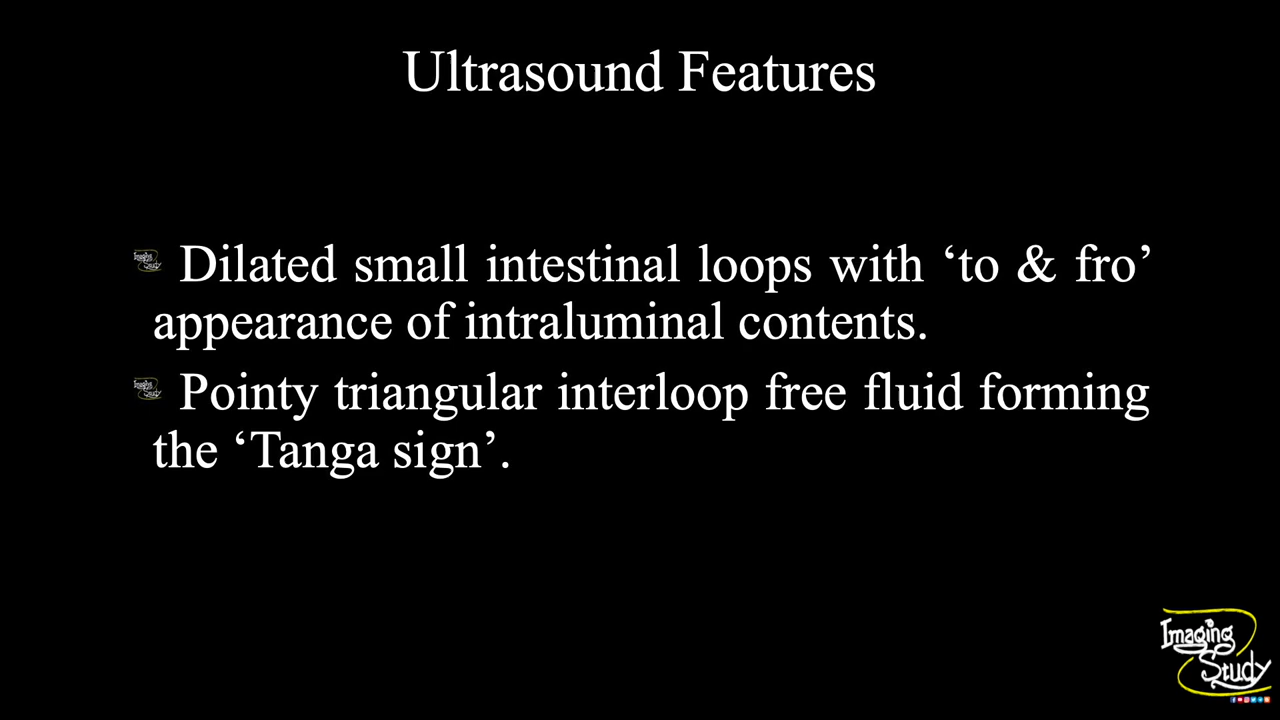 Ultrasound Features
Dilated small intestinal loops with ‘to & fro’
appearance of intraluminal contents.
Pointy triangular interloop free fluid forming
the ‘Tanga sign’.
Imaging
Study